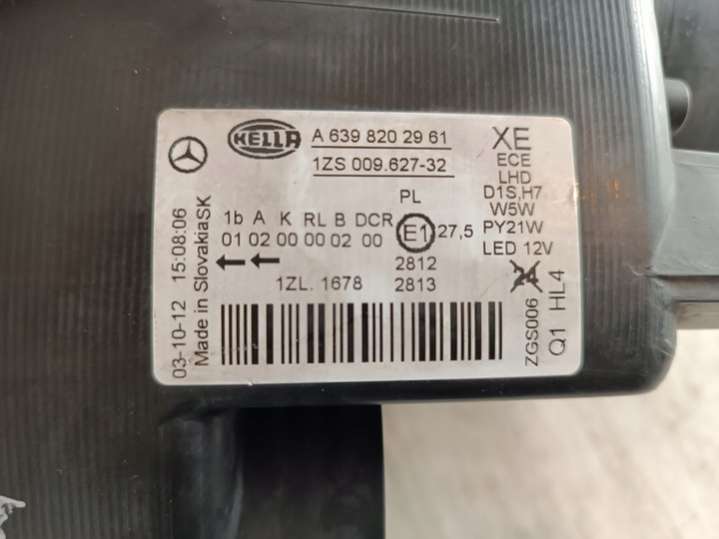 HELLA
A 639 820 29 61
1ZS 009.627-32
XE
ECE
LHD
D1S,H7
W5W
PY21W
LED 12V
24
PL
1b A K RL B DCR
01 02 00 00 02 00
E1
27,5
2812
1ZL. 1678
2813
03-10-12 15:08:06
Made in SlovakiaSK
ZGS006
Q1 HL4